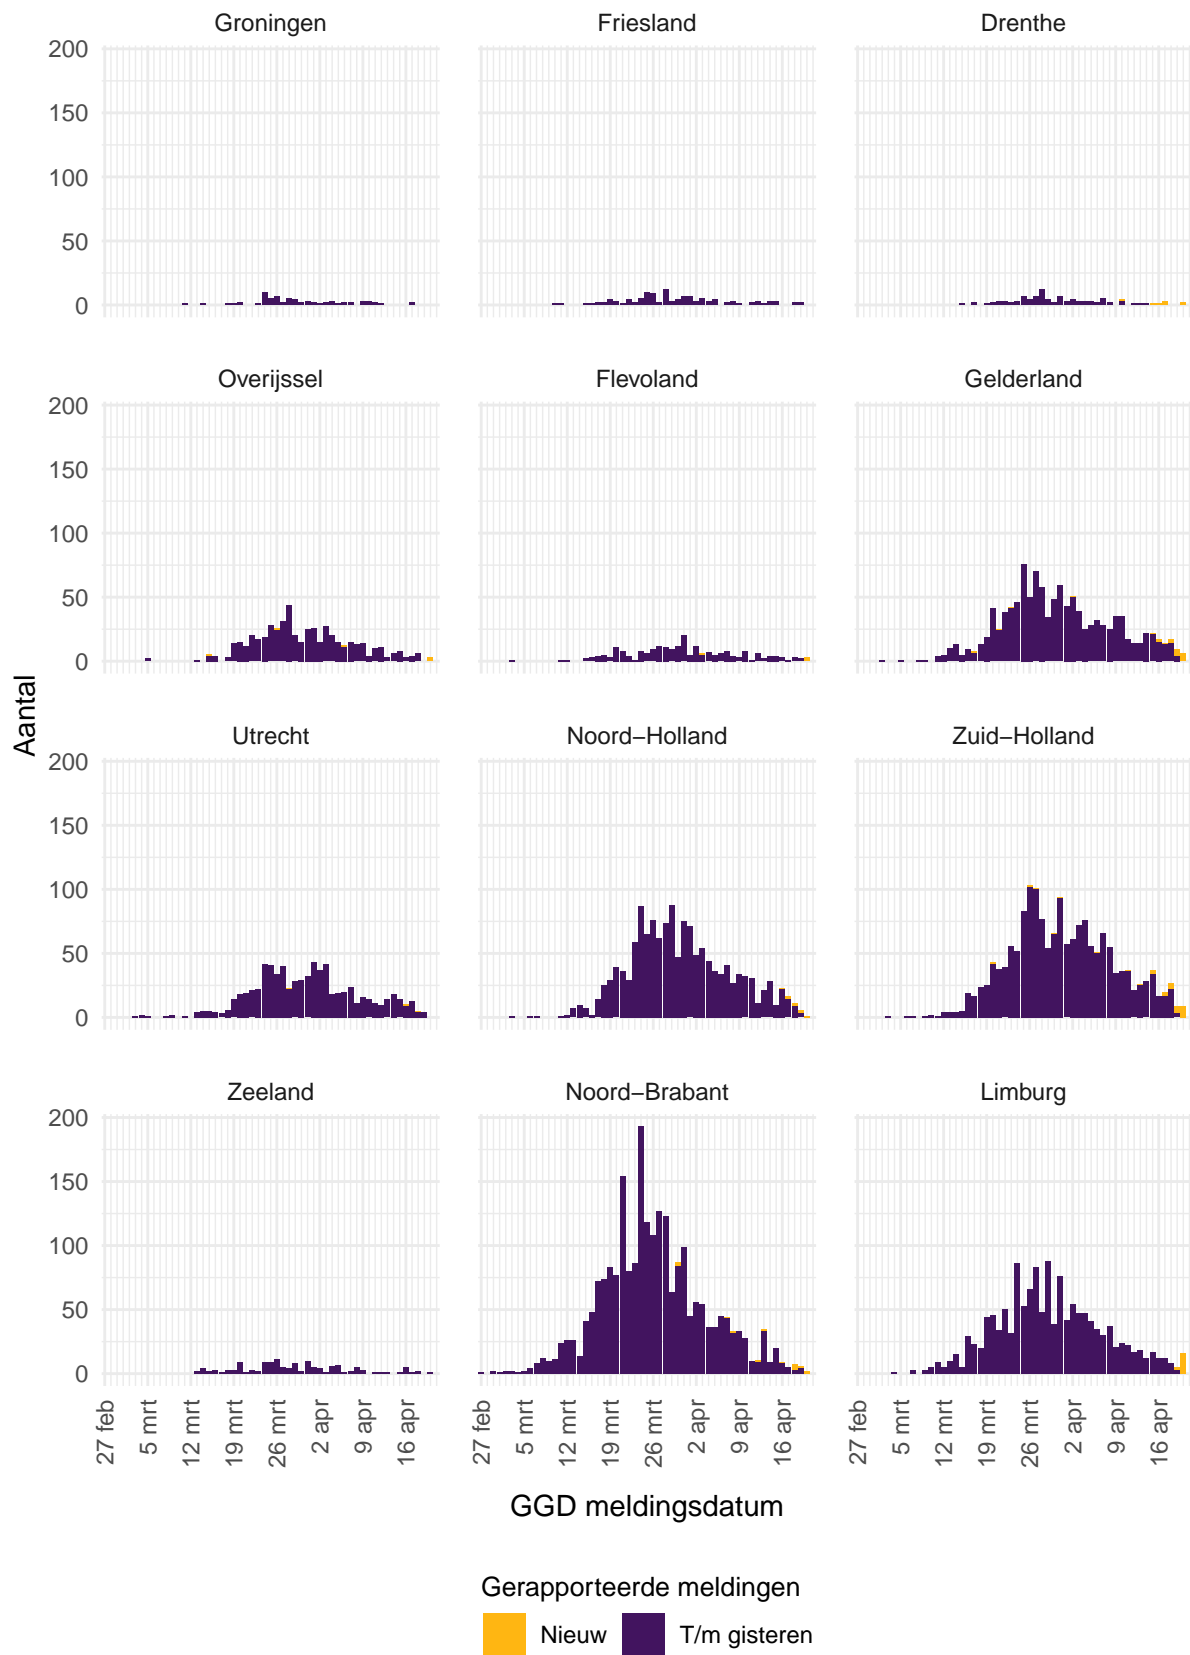 Groningen Friesland Drenthe
200
150
100
50
0
Overijssel Flevoland Gelderland
200
150
100
50
0
Aantal
Utrecht Noord−Holland Zuid−Holland
200
150
100
50
0
Zeeland Noord−Brabant Limburg
200
150
100
50
0
27 feb 5 mrt 12 mrt 19 mrt 26 mrt 2 apr 9 apr 16 apr 27 feb 5 mrt 12 mrt 19 mrt 26 mrt 2 apr 9 apr 16 apr 27 feb 5 mrt 12 mrt 19 mrt 26 mrt 2 apr 9 apr 16 apr
GGD meldingsdatum
Gerapporteerde meldingen
Nieuw T/m gisteren